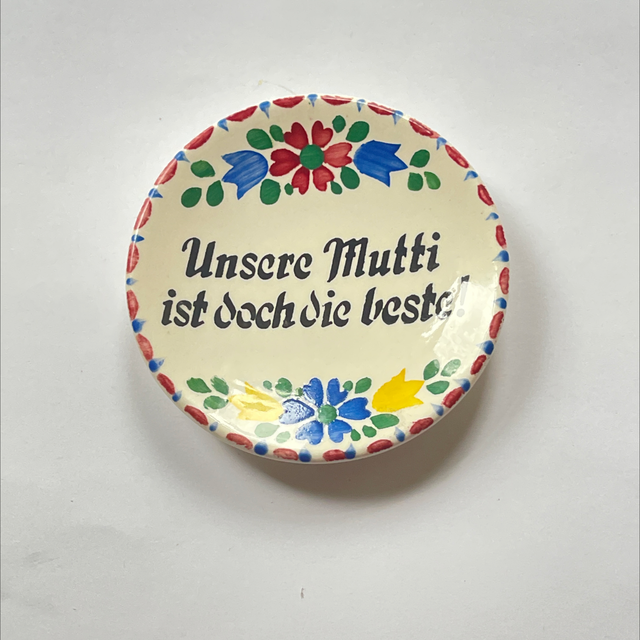 Unsere Mutti
ist doch die beste!